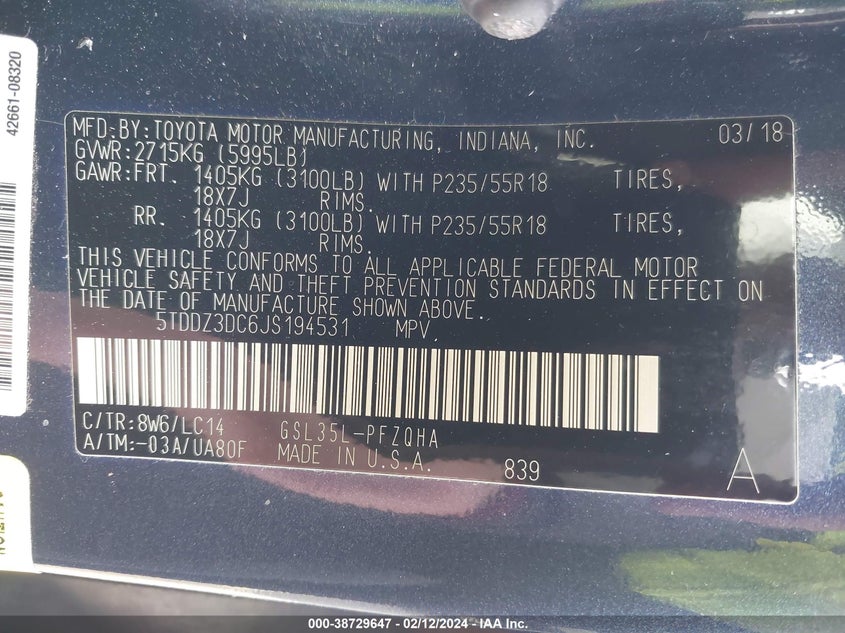 42661-08320
MFD.BY:TOYOTA MOTOR MANUFACTURING, INDIANA, INC. 03/18
GVWR:2715KG (5995LB)
GAWR:FRT. 1405KG (3100LB) WITH P235/55R18 TIRES,
18X7J RIMS.
RR. 1405KG (3100LB) WITH P235/55R18 TIRES,
18X7J RIMS.
THIS VEHICLE CONFORMS TO ALL APPLICABLE FEDERAL MOTOR
VEHICLE SAFETY AND THEFT PREVENTION STANDARDS IN EFFECT ON
THE DATE OF MANUFACTURE SHOWN ABOVE.
5TDDZ3DC6JS194531 MPV
C/TR:8W6/LC14 GSL35L-PFZQHA
A/TM:-03A/UA80F MADE IN U.S.A. 839 A
000-38729647 - 02/12/2024 - IAA Inc.